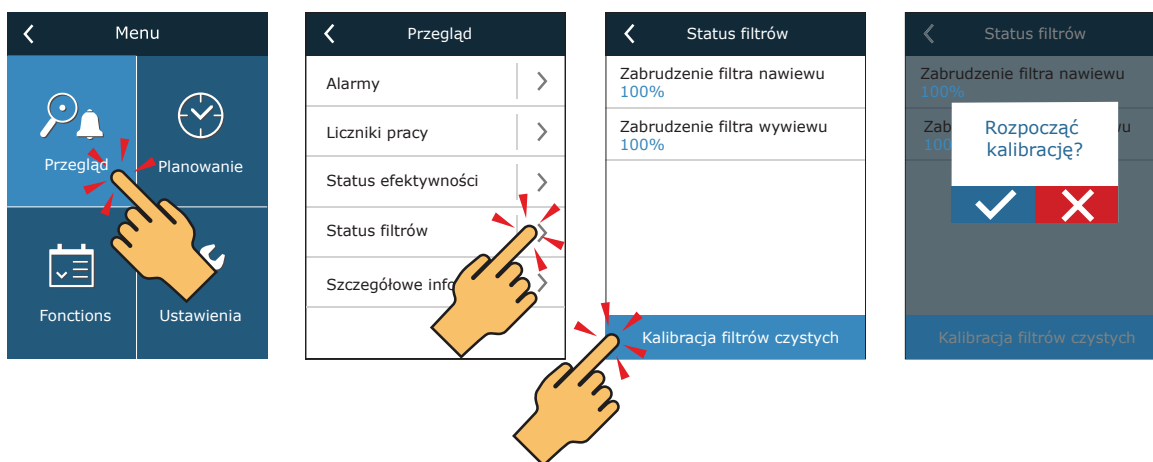 Menu
Przegląd
Planowanie
Fonctions
Ustawienia
Przegląd
Alarmy
Liczniki pracy
Status efektywności
Status filtrów
Szczegółowe info
Status filtrów
Zabrudzenie filtra nawiewu
100%
Zabrudzenie filtra wywiewu
100%
Kalibracja filtrów czystych
Status filtrów
Zabrudzenie filtra nawiewu
100%
Zab wu
100
Rozpocząć
kalibrację?
Kalibracja filtrów czystych